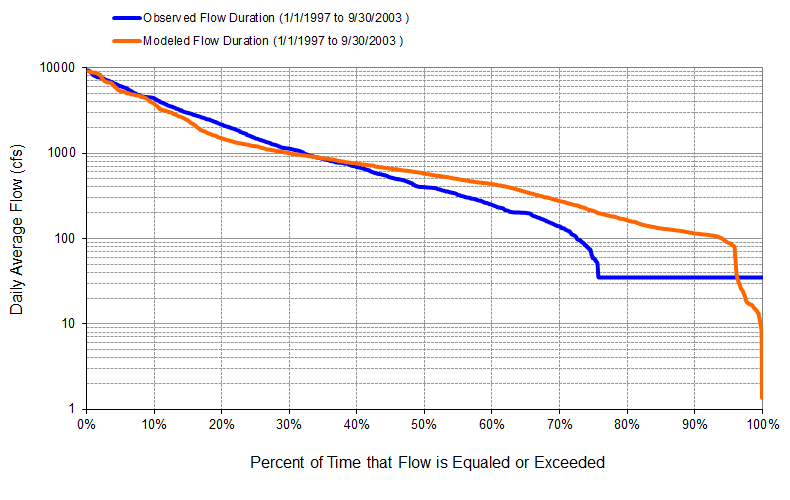 Observed Flow Duration (1/1/1997 to 9/30/2003 )
Modeled Flow Duration (1/1/1997 to 9/30/2003 )
10000
1000
100
10
1
Daily Average Flow (cfs)
0% 10% 20% 30% 40% 50% 60% 70% 80% 90% 100%
Percent of Time that Flow is Equaled or Exceeded